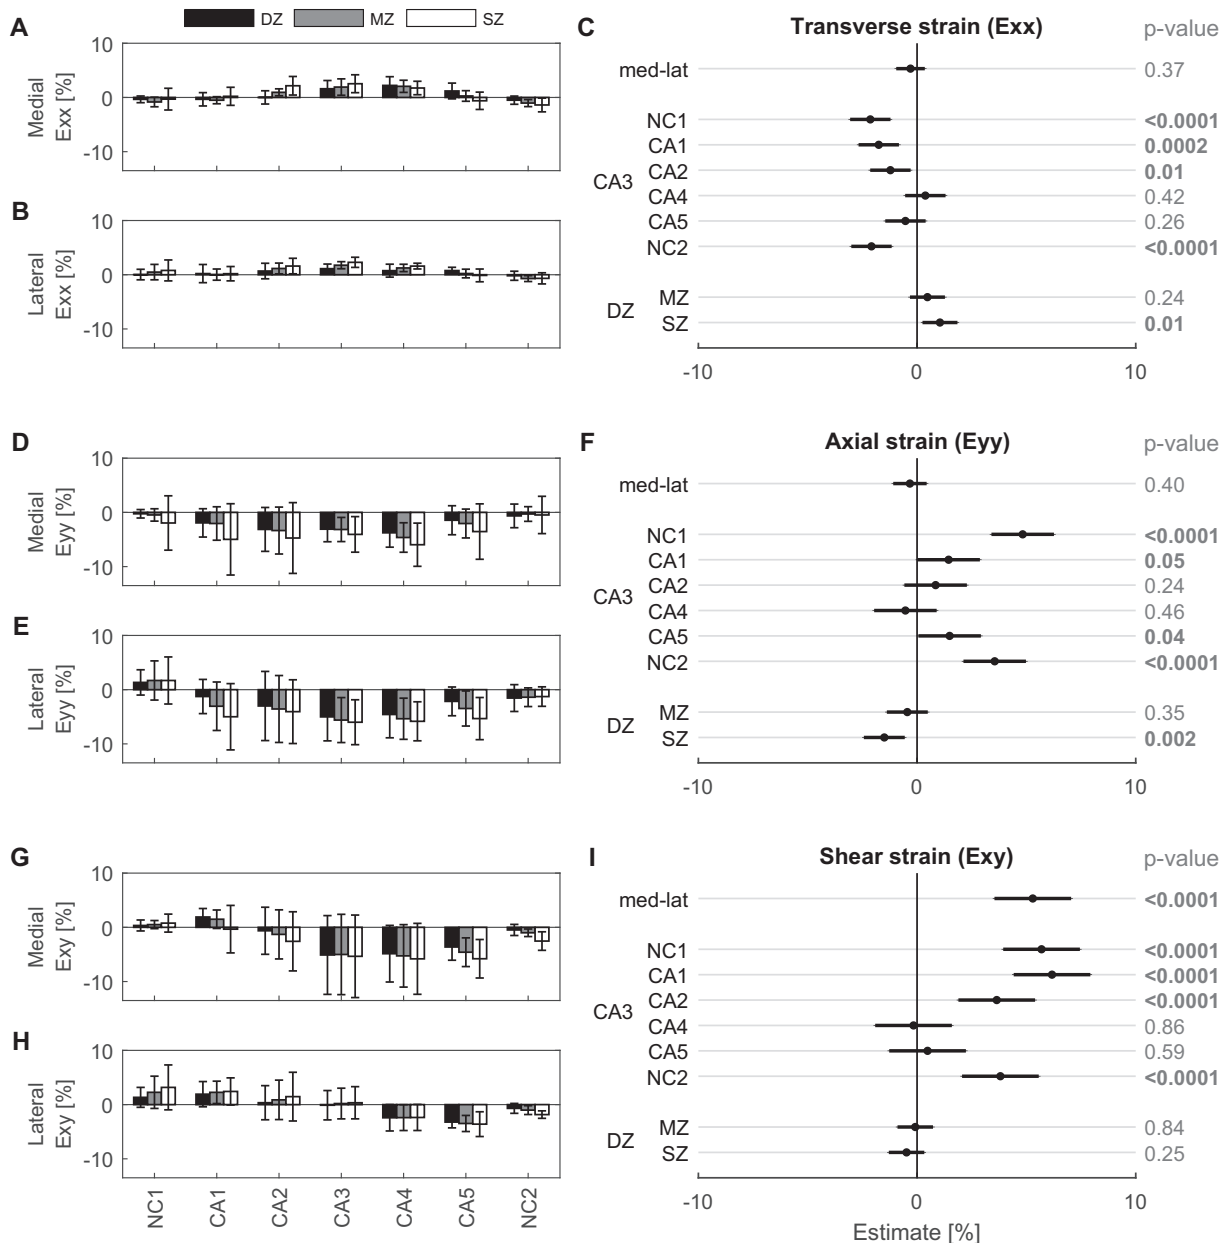 DZ MZ SZ
A
10
0
-10
Medial
Exx [%]
B
10
0
-10
Lateral
Exx [%]
C
Transverse strain (Exx)
p-value
med-lat 0.37
NC1 <0.0001
CA1 0.0002
CA2 0.01
CA3
CA4 0.42
CA5 0.26
NC2 <0.0001
DZ
MZ 0.24
SZ 0.01
-10 0 10
D
10
0
-10
Medial
Eyy [%]
E
10
0
-10
Lateral
Eyy [%]
F
Axial strain (Eyy)
p-value
med-lat 0.40
NC1 <0.0001
CA1 0.05
CA2 0.24
CA3
CA4 0.46
CA5 0.04
NC2 <0.0001
DZ
MZ 0.35
SZ 0.002
-10 0 10
G
10
0
-10
Medial
Exy [%]
H
10
0
-10
Lateral
Exy [%]
NC1 CA1 CA2 CA3 CA4 CA5 NC2
I
Shear strain (Exy)
p-value
med-lat <0.0001
NC1 <0.0001
CA1 <0.0001
CA2 <0.0001
CA3
CA4 0.86
CA5 0.59
NC2 <0.0001
DZ
MZ 0.84
SZ 0.25
-10 0 10
Estimate [%]